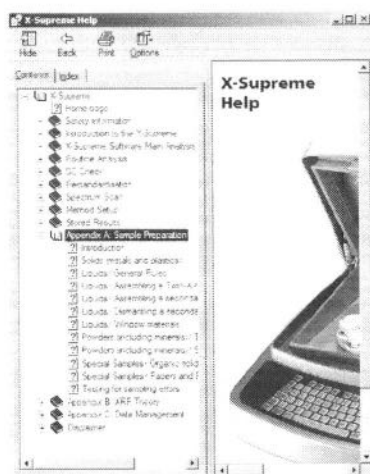 X-Supreme Help
Hide Back Print Options
Contents Index
X-Supreme
Home page
Safety Information
Introduction to the X-Supreme
X-Supreme Software Main Analysis
Routine Analysis
QC Check
Restandardisation
Spectrum Scan
Method Setup
Stored Results
Appendix A: Sample Preparation
Introduction
Solids: metals and plastics
Liquids: General Rules
Liquids: Assembling a
Liquids: Assembling a seconda
Liquids: Dismantling a seconda
Liquids: Window materials
Powders (including minerals):
Powders (including minerals):
Special Samples: Organic
Special Samples: Papers and
Testing for sampling errors
Appendix B: XRF Theory
Appendix C: Data Management
Disclaimer
X-Supreme
Help